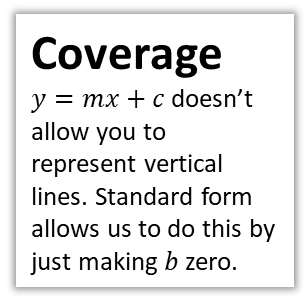 Coverage
𝑦 = 𝑚𝑥 + 𝑐 doesn’t
allow you to
represent vertical
lines. Standard form
allows us to do this by
just making 𝑏 zero.